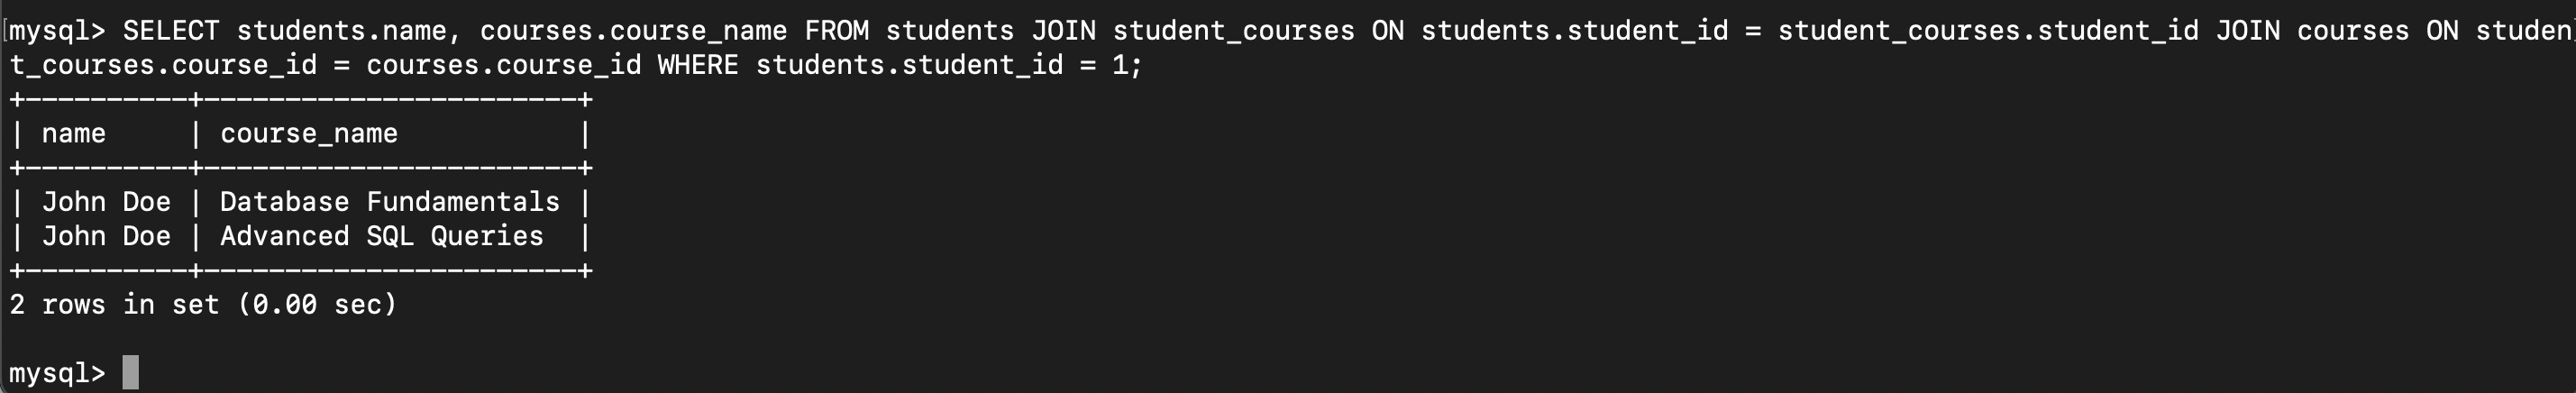 [mysql> SELECT students.name, courses.course_name FROM students JOIN student_courses ON students.student_id = student_courses.student_id JOIN courses ON studen
t_courses.course_id = courses.course_id WHERE students.student_id = 1;
+----------+-----------------------+
| name     | course_name           |
+----------+-----------------------+
| John Doe | Database Fundamentals |
| John Doe | Advanced SQL Queries  |
+----------+-----------------------+
2 rows in set (0.00 sec)
mysql>